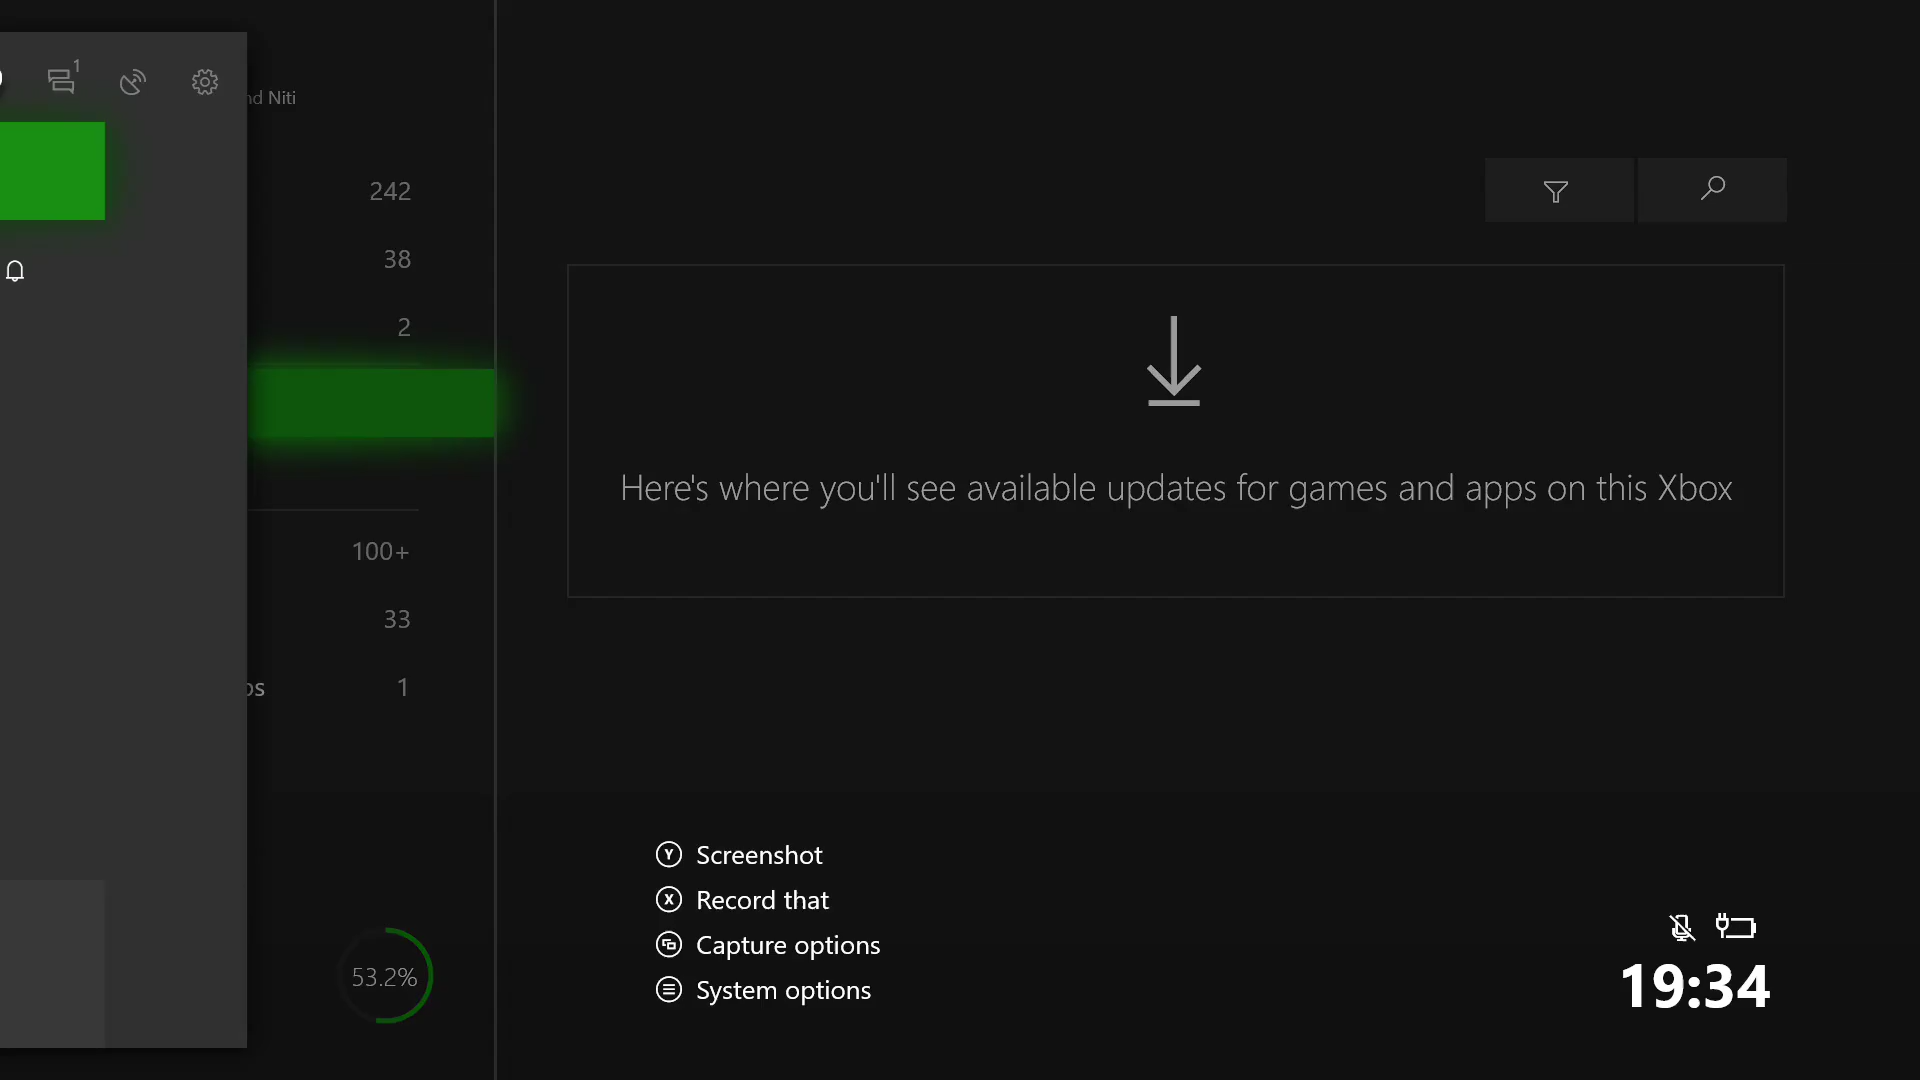 1
nd Niti
242
38
2
100+
33
ps 1
53.2%
Here's where you'll see available updates for games and apps on this Xbox
Y Screenshot
X Record that
Capture options
System options
19:34